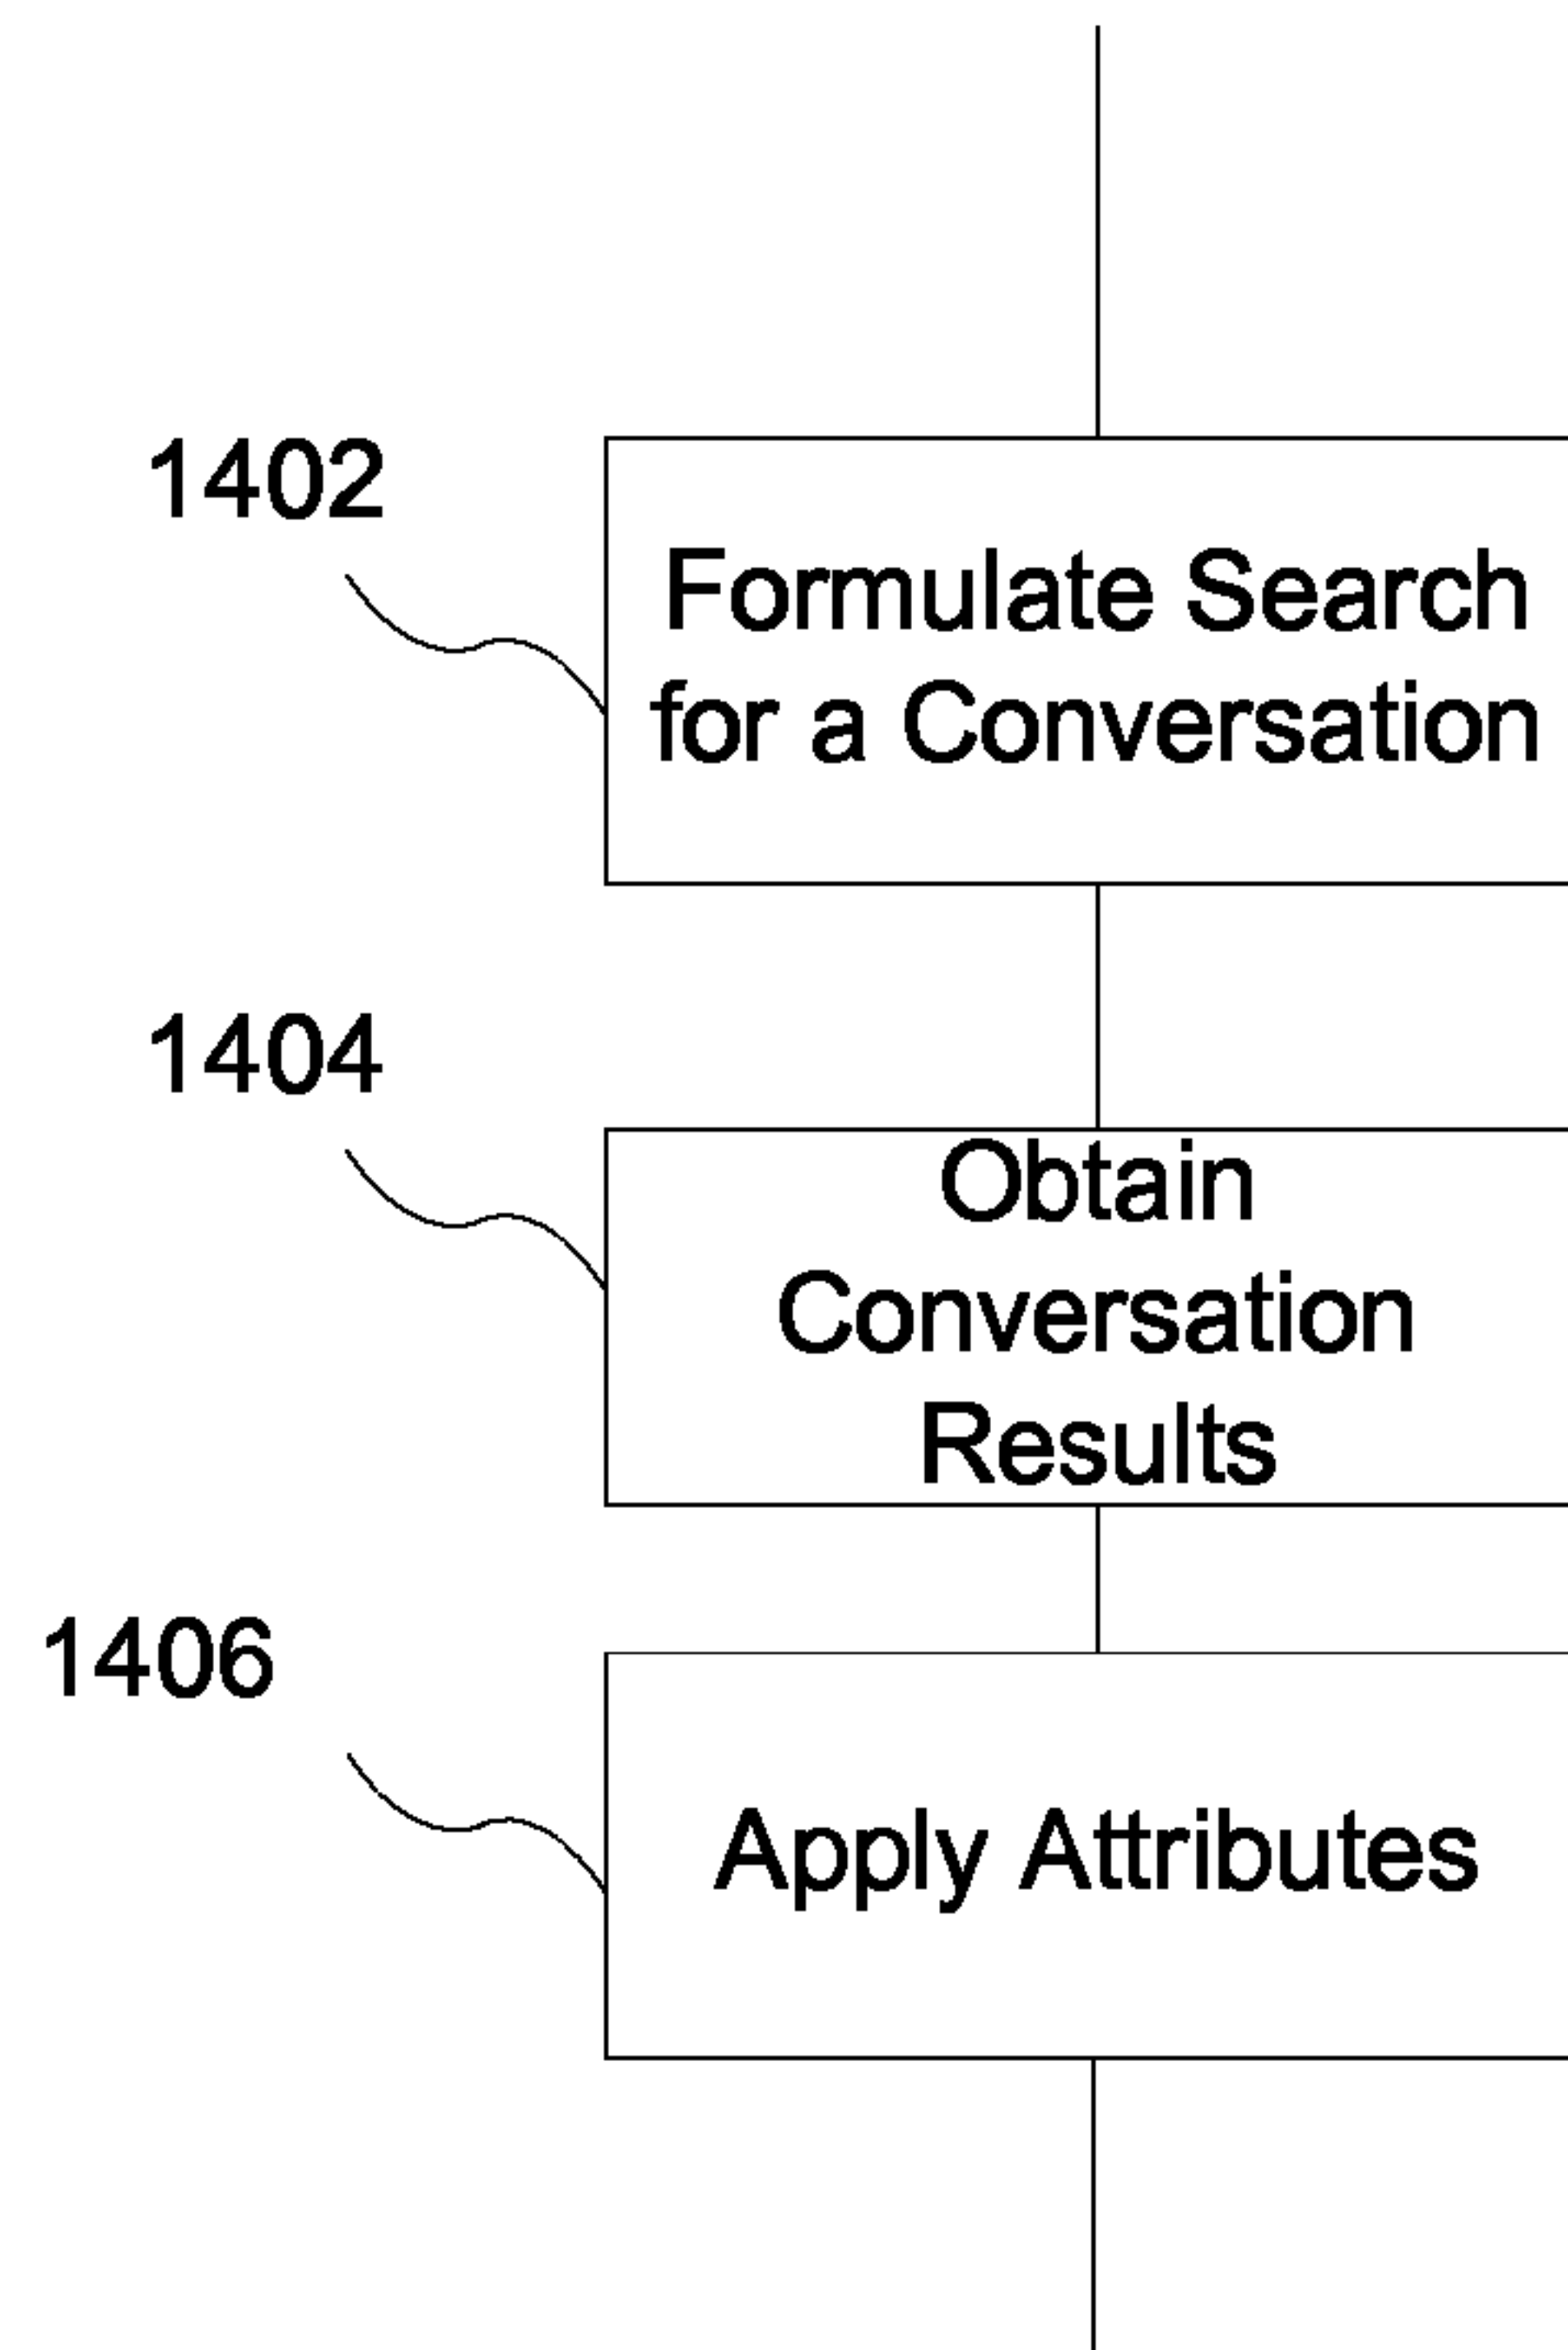 1402
Formulate Search
for a Conversation
1404
Obtain
Conversation
Results
1406
Apply Attributes